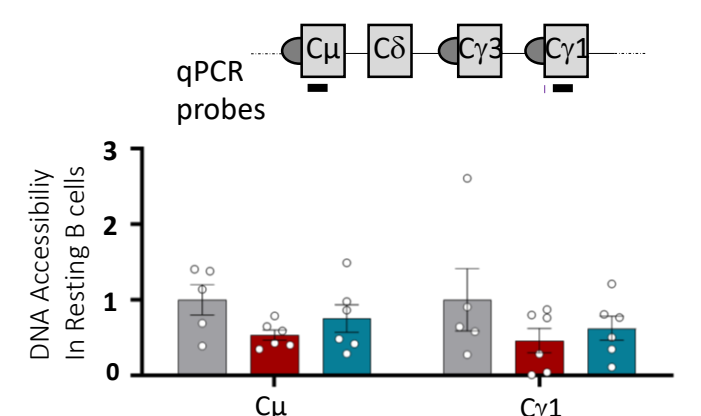 Cμ Cδ Cγ3 Cγ1
qPCR
probes
DNA Accessibiliy
In Resting B cells
3
2
1
0
Cμ Cγ1